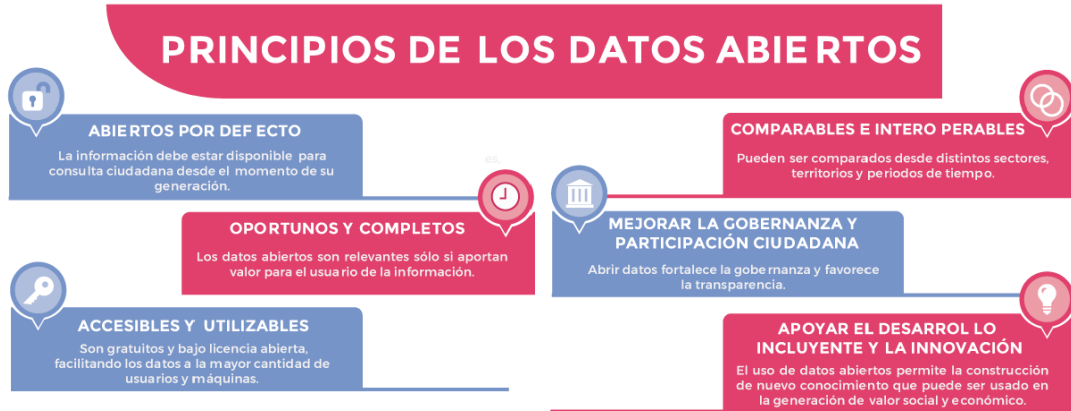 PRINCIPIOS DE LOS DATOS ABIERTOS
ABIERTOS POR DEFECTO
La información debe estar disponible para
consulta ciudadana desde el momento de su
generación.
OPORTUNOS Y COMPLETOS
Los datos abiertos son relevantes sólo si aportan
valor para el usuario de la información.
ACCESIBLES Y UTILIZABLES
Son gratuitos y bajo licencia abierta,
facilitando los datos a la mayor cantidad de
usuarios y máquinas.
es,
COMPARABLES E INTERO PERABLES
Pueden ser comparados desde distintos sectores,
territorios y periodos de tiempo.
MEJORAR LA GOBERNANZA Y
PARTICIPACIÓN CIUDADANA
Abrir datos fortalece la gobernanza y favorece
la transparencia.
APOYAR EL DESARROL LO
INCLUYENTE Y LA INNOVACIÓN
El uso de datos abiertos permite la construcción
de nuevo conocimiento que puede ser usado en
la generación de valor social y económico.